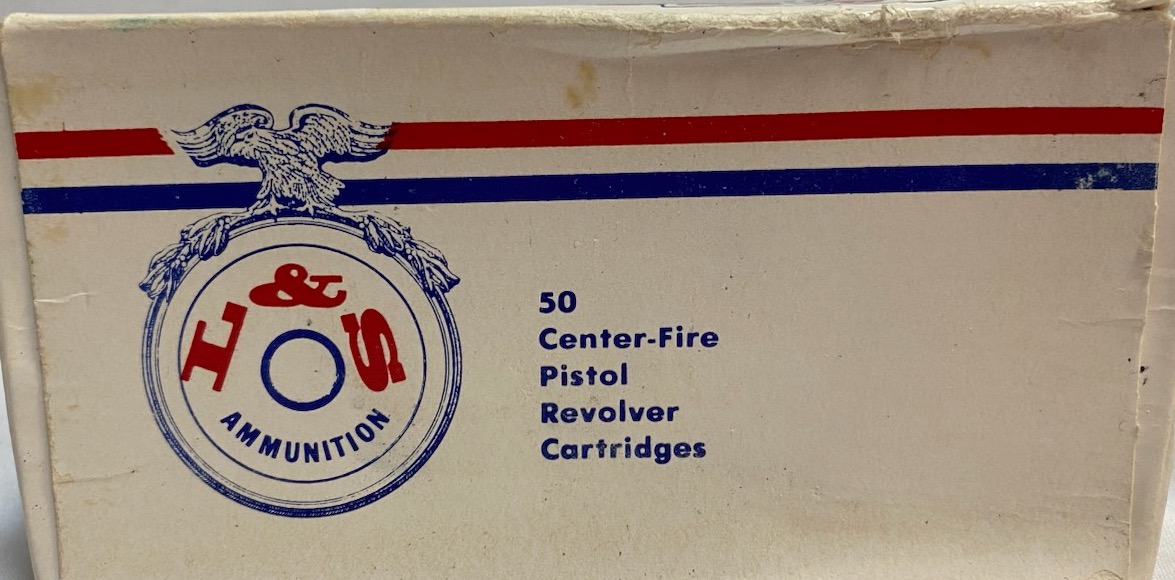 L & S
AMMUNITION
50
Center-Fire
Pistol
Revolver
Cartridges